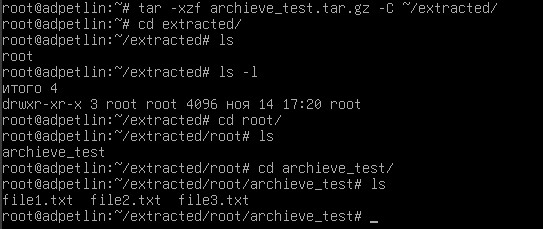 root@adpetlin:~# tar -xzf archieve_test.tar.gz -C ~/extracted/
root@adpetlin:~# cd extracted/
root@adpetlin:~/extracted# ls
root
root@adpetlin:~/extracted# ls -l
итого 4
drwxr-xr-x 3 root root 4096 ноя 14 17:20 root
root@adpetlin:~/extracted# cd root/
root@adpetlin:~/extracted/root# ls
archieve_test
root@adpetlin:~/extracted/root# cd archieve_test/
root@adpetlin:~/extracted/root/archieve_test# ls
file1.txt  file2.txt  file3.txt
root@adpetlin:~/extracted/root/archieve_test# _